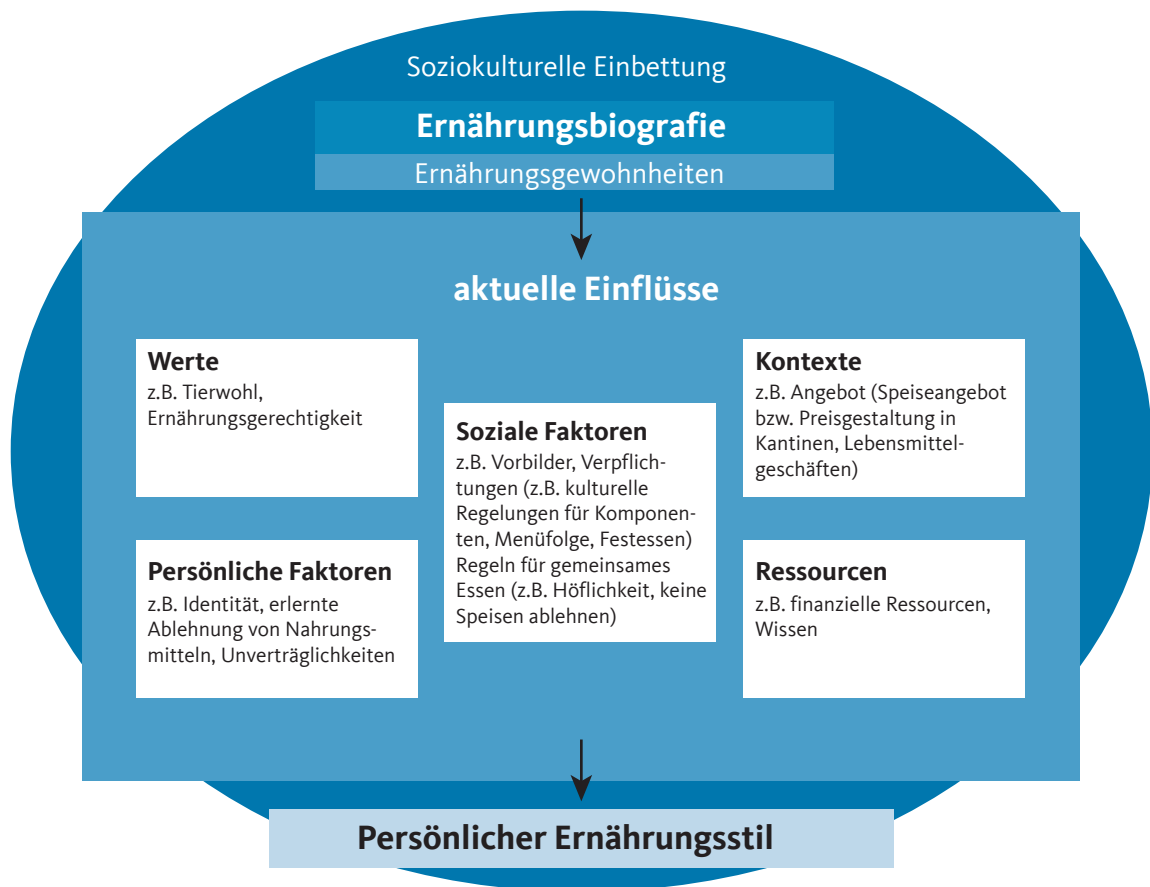 Soziokulturelle Einbettung
Ernährungsbiografie
Ernährungsgewohnheiten
aktuelle Einflüsse
Werte
z.B. Tierwohl,
Ernährungsgerechtigkeit
Persönliche Faktoren
z.B. Identität, erlernte
Ablehnung von Nahrungs-
mitteln, Unverträglichkeiten
Soziale Faktoren
z.B. Vorbilder, Verpflich-
tungen (z.B. kulturelle
Regelungen für Komponen-
ten, Menüfolge, Festessen)
Regeln für gemeinsames
Essen (z.B. Höflichkeit, keine
Speisen ablehnen)
Kontexte
z.B. Angebot (Speiseangebot
bzw. Preisgestaltung in
Kantinen, Lebensmittel-
geschäften)
Ressourcen
z.B. finanzielle Ressourcen,
Wissen
Persönlicher Ernährungsstil